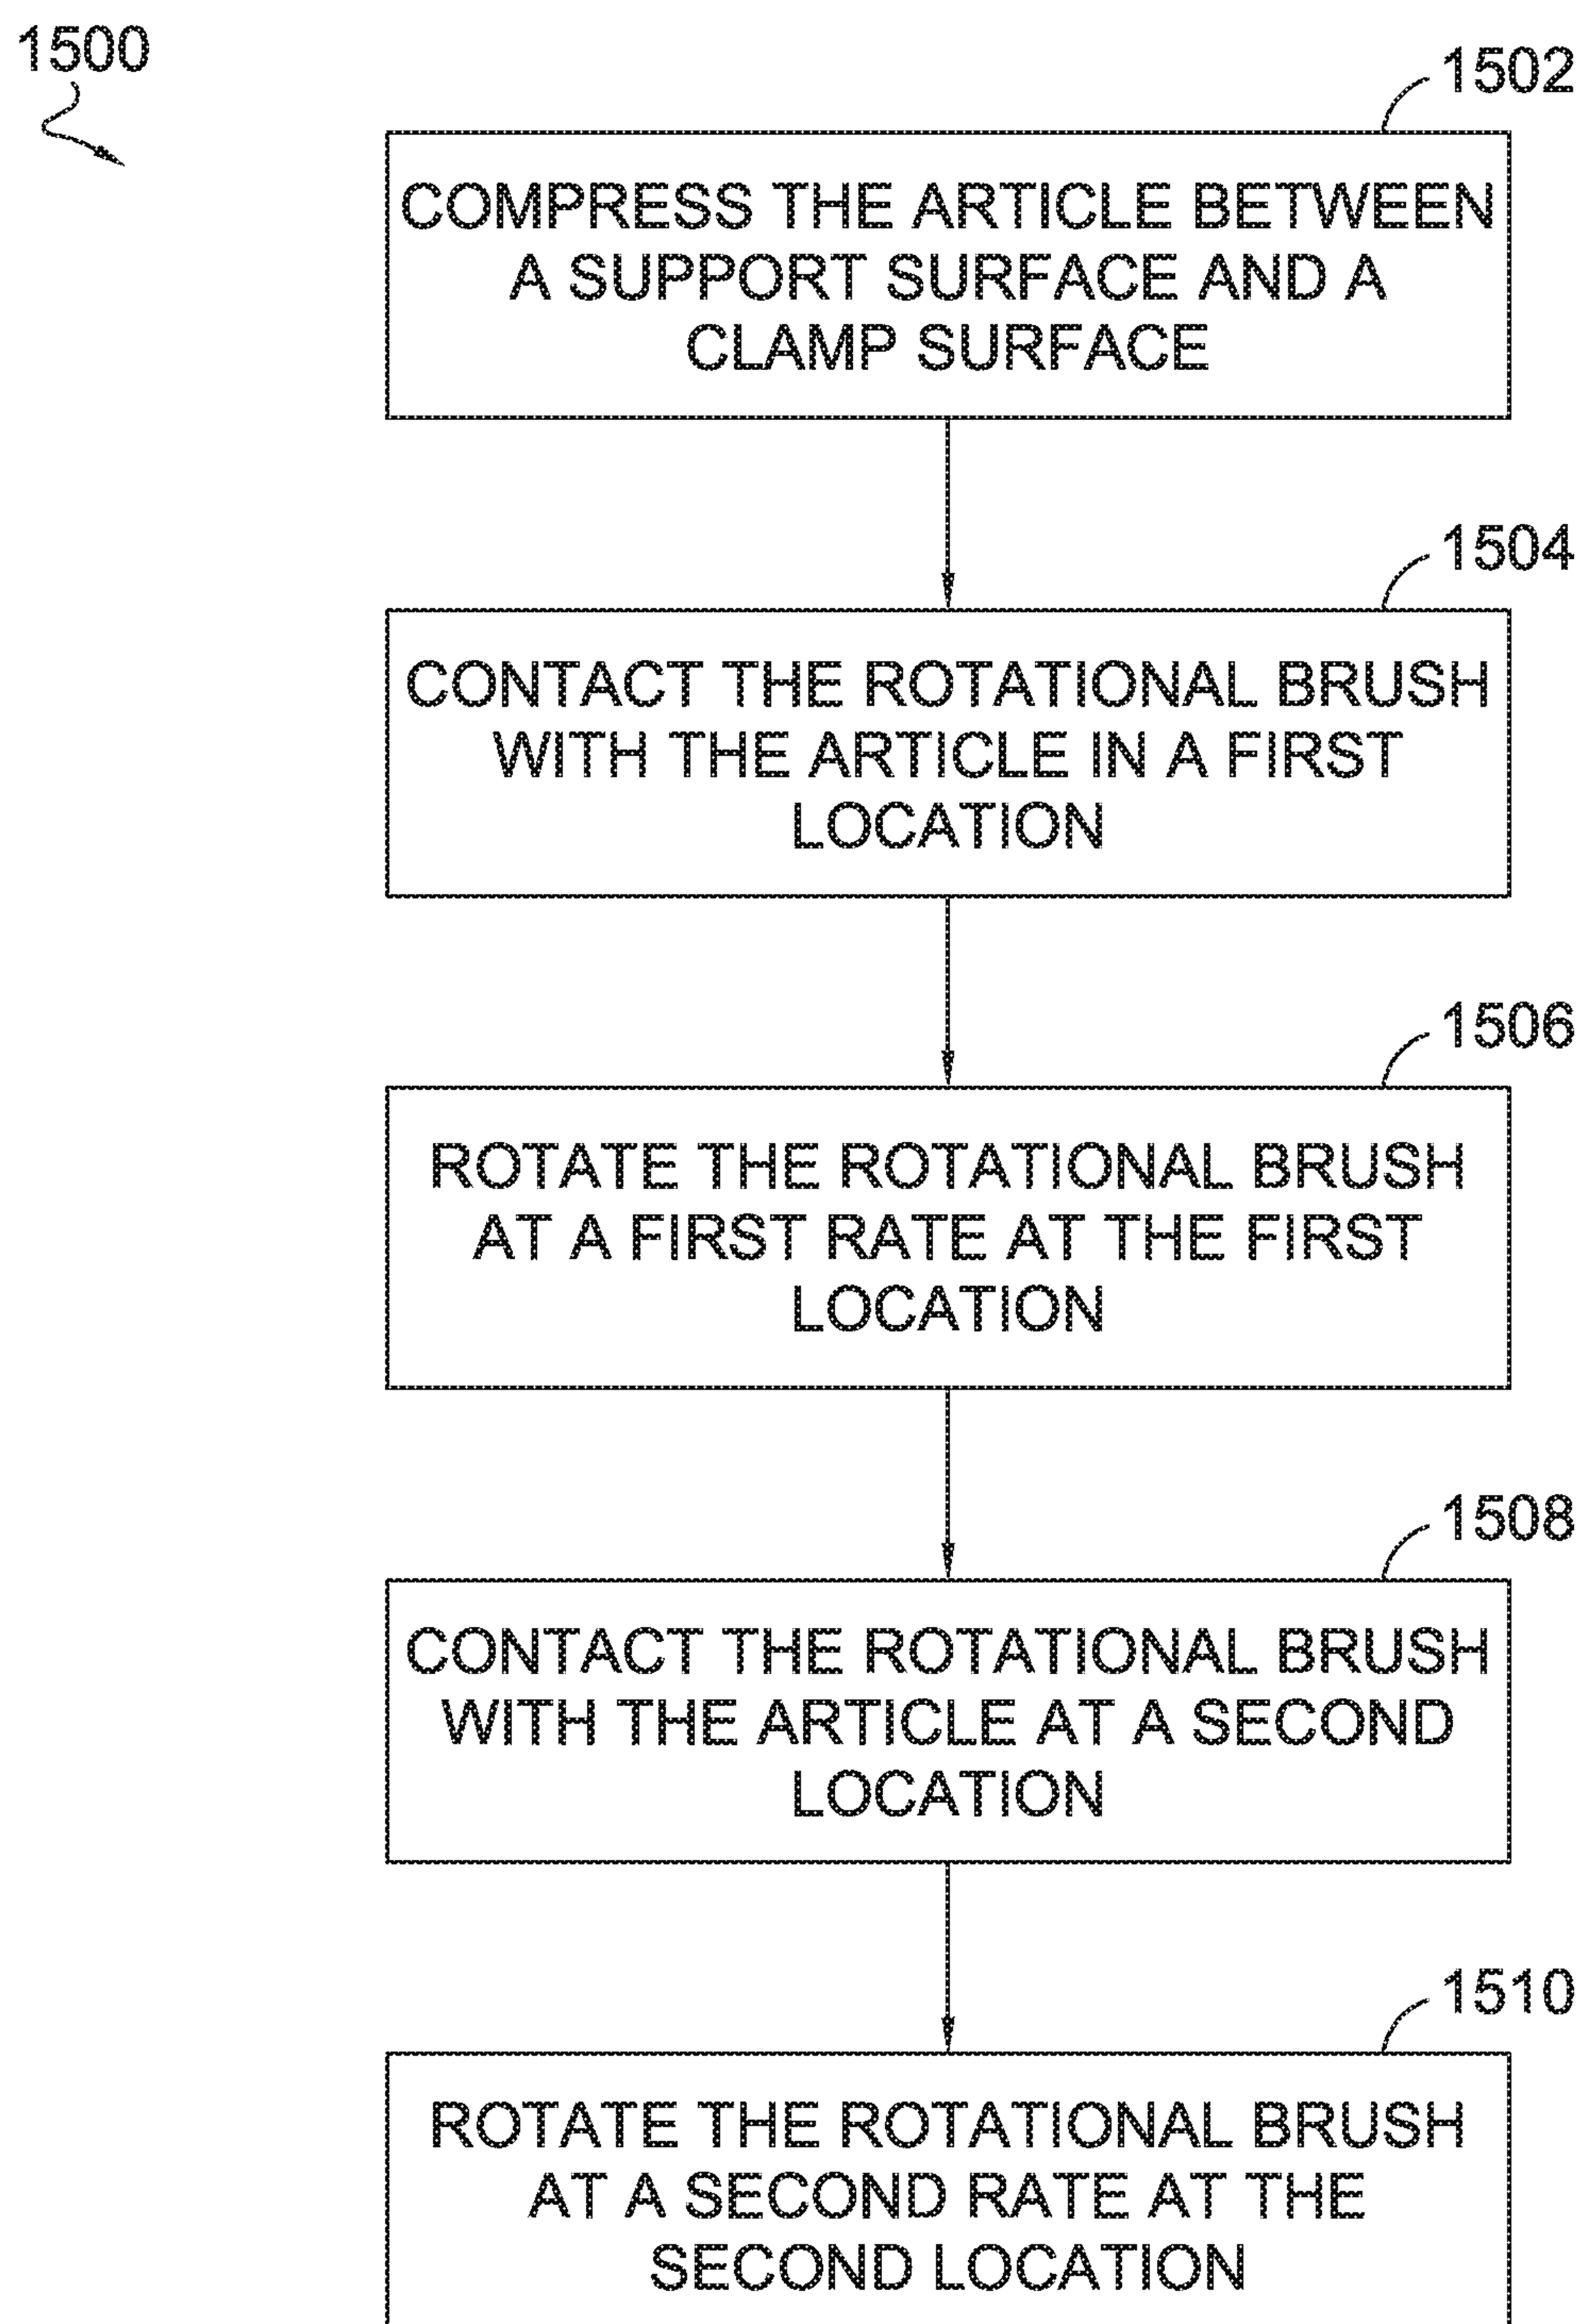 1500
1502
COMPRESS THE ARTICLE BETWEEN
A SUPPORT SURFACE AND A
CLAMP SURFACE
1504
CONTACT THE ROTATIONAL BRUSH
WITH THE ARTICLE IN A FIRST
LOCATION
1506
ROTATE THE ROTATIONAL BRUSH
AT A FIRST RATE AT THE FIRST
LOCATION
1508
CONTACT THE ROTATIONAL BRUSH
WITH THE ARTICLE AT A SECOND
LOCATION
1510
ROTATE THE ROTATIONAL BRUSH
AT A SECOND RATE AT THE
SECOND LOCATION